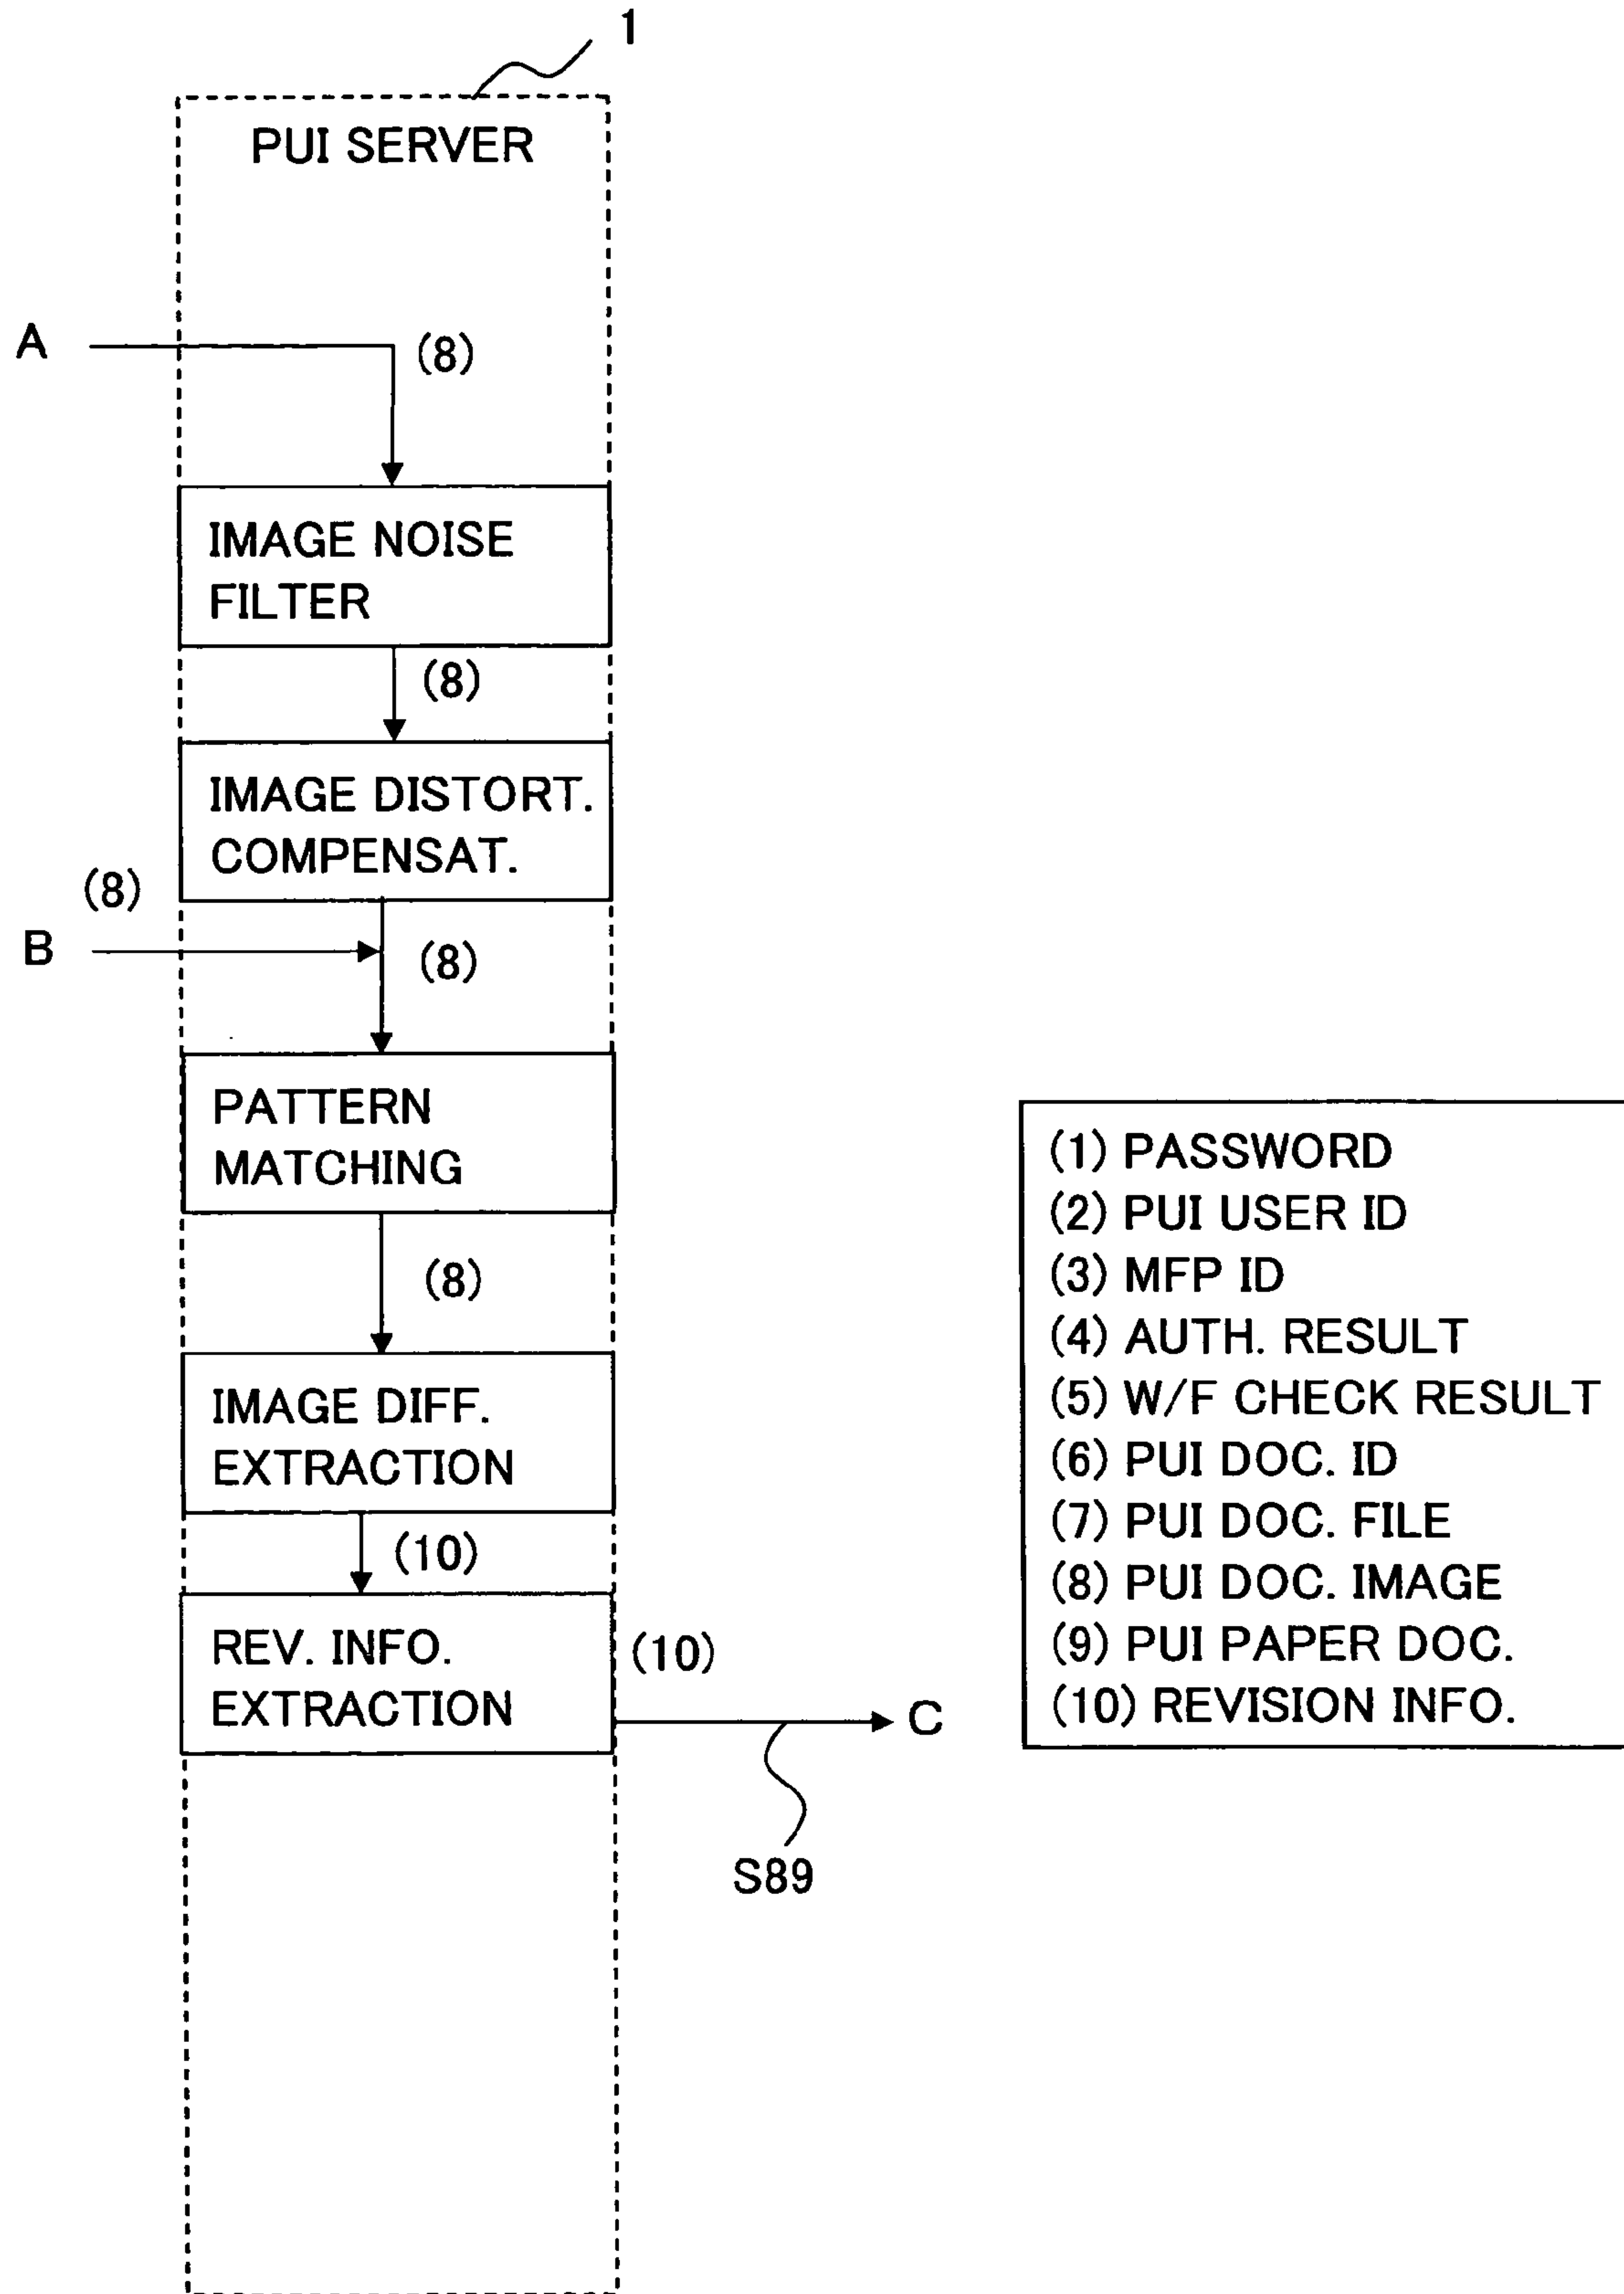 1
PUI SERVER
A
(8)
IMAGE NOISE
FILTER
(8)
IMAGE DISTORT.
COMPENSAT.
(8)
B
(8)
PATTERN
MATCHING
(8)
IMAGE DIFF.
EXTRACTION
(10)
REV. INFO.
EXTRACTION
(10)
C
S89
(1) PASSWORD
(2) PUI USER ID
(3) MFP ID
(4) AUTH. RESULT
(5) W/F CHECK RESULT
(6) PUI DOC. ID
(7) PUI DOC. FILE
(8) PUI DOC. IMAGE
(9) PUI PAPER DOC.
(10) REVISION INFO.